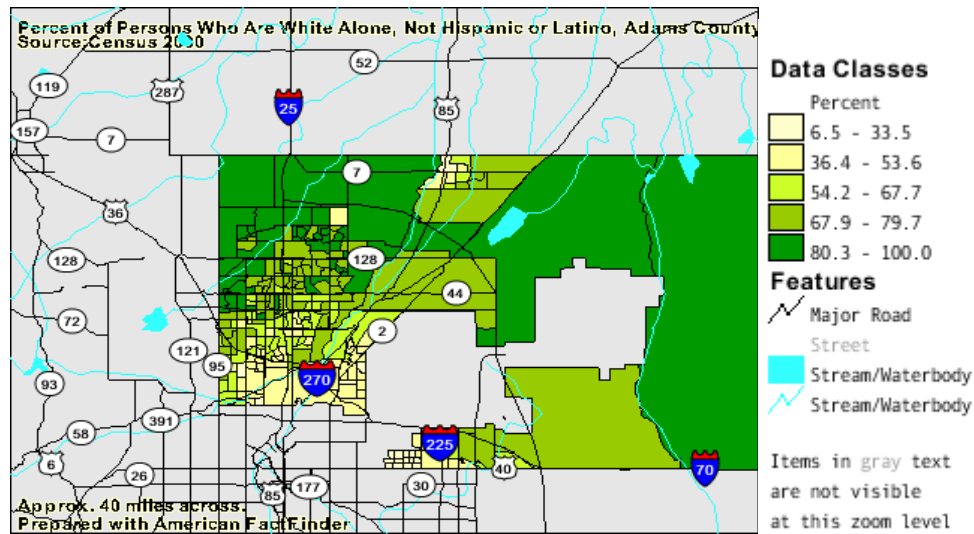 Percent of Persons Who Are White Alone, Not Hispanic or Latino, Adams County
Source:Census 2000
119
287
52
25
85
157
7
7
36
128
128
44
72
2
121
95
93
270
391
58
225
6
26
40
70
85
177
30
Approx. 40 miles across.
Prepared with American FactFinder
Data Classes
Percent
6.5 - 33.5
36.4 - 53.6
54.2 - 67.7
67.9 - 79.7
80.3 - 100.0
Features
Major Road
Street
Stream/Waterbody
Stream/Waterbody
Items in gray text
are not visible
at this zoom level